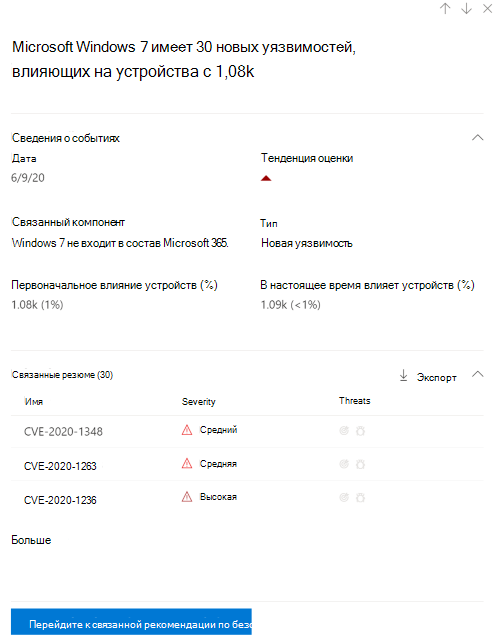 Microsoft Windows 7 имеет 30 новых уязвимостей,
влияющих на устройства с 1,08k
Сведения о событиях
Дата
Тенденция оценки
6/9/20
Связанный компонент
Тип
Windows 7 не входит в состав Microsoft 365.
Новая уязвимость
Первоначальное влияние устройств (%)
В настоящее время влияет устройств (%)
1.08k (1%)
1.09k (<1%)
Связанные резюме (30)
Экспорт
Имя
Severity
Threats
CVE-2020-1348
Средний
CVE-2020-1263
Средняя
CVE-2020-1236
Высокая
Больше
Перейдите к связанной рекомендации по безо